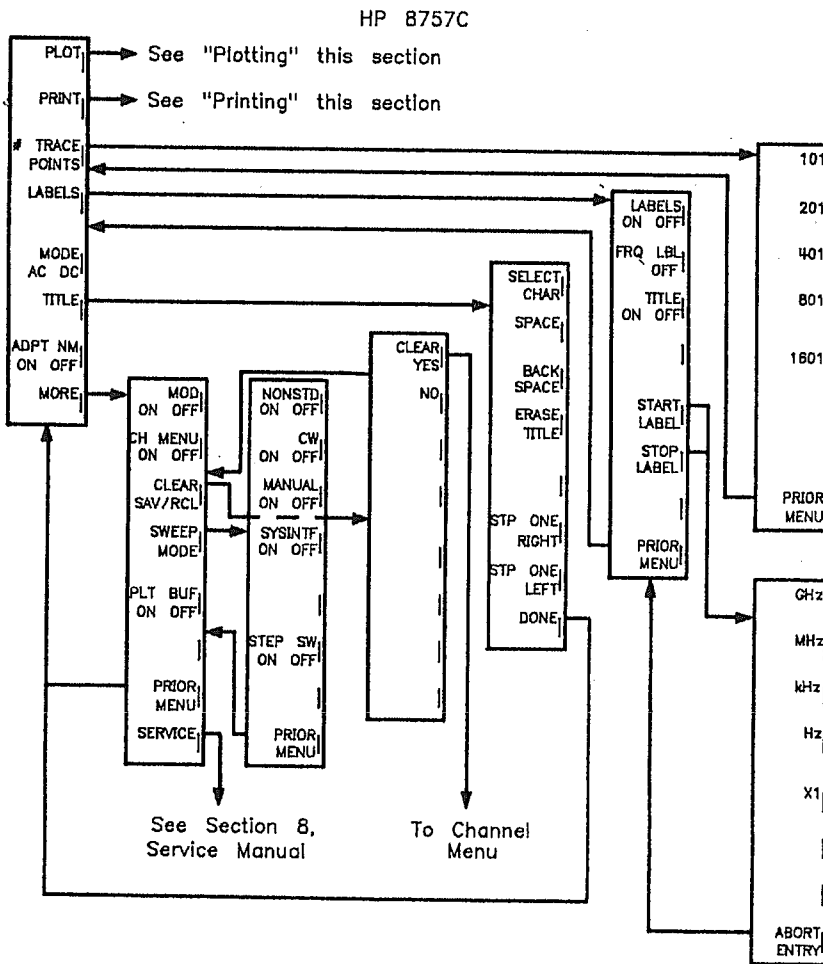 HP 8757C
PLOT
See "Plotting" this section
PRINT
See "Printing" this section
# TRACE
POINTS
LABELS
MODE
AC DC
TITLE
ADPT NM
ON OFF
MORE
MOD
ON OFF
CH MENU
ON OFF
CLEAR
SAV/RCL
SWEEP
MODE
PLT BUF
ON OFF
PRIOR
MENU
SERVICE
See Section 8,
Service Manual
NONSTD
ON OFF
CW
ON OFF
MANUAL
ON OFF
SYSINTF
ON OFF
STEP SW
ON OFF
PRIOR
MENU
CLEAR
YES
NO
To Channel
Menu
SELECT
CHAR
SPACE
BACK
SPACE
ERASE
TITLE
STP ONE
RIGHT
STP ONE
LEFT
DONE
LABELS
ON OFF
FRQ LBL
OFF
TITLE
ON OFF
START
LABEL
STOP
LABEL
PRIOR
MENU
101
201
401
801
1601
PRIOR
MENU
GHz
MHz
kHz
Hz
X1
ABORT
ENTRY